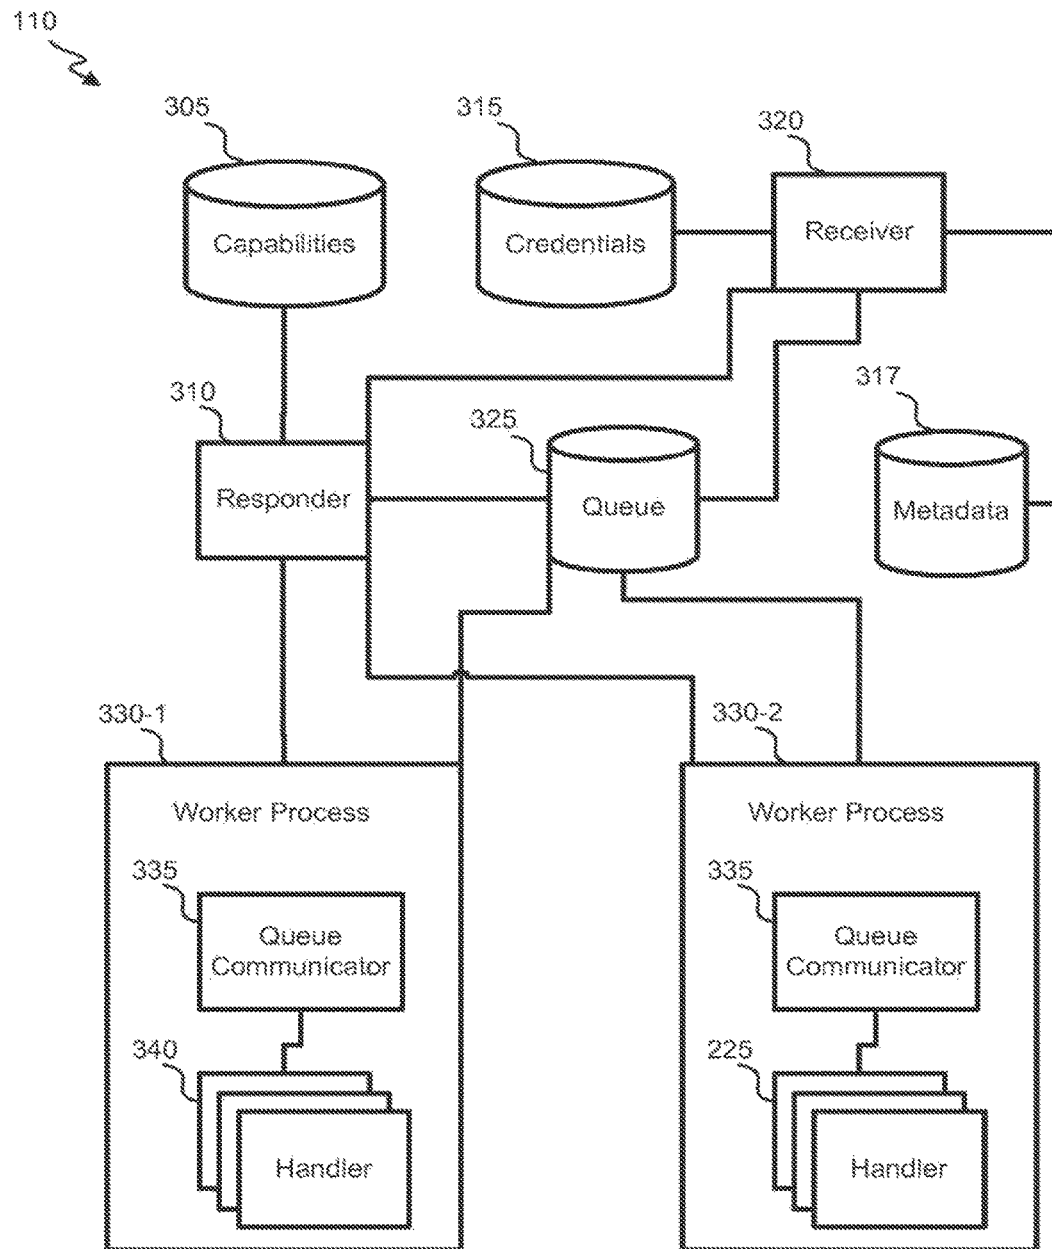 110
305
315
320
Capabilities
Credentials
Receiver
310
325
317
Responder
Queue
Metadata
330-1
330-2
Worker Process
Worker Process
335
335
Queue
Communicator
Queue
Communicator
340
225
Handler
Handler